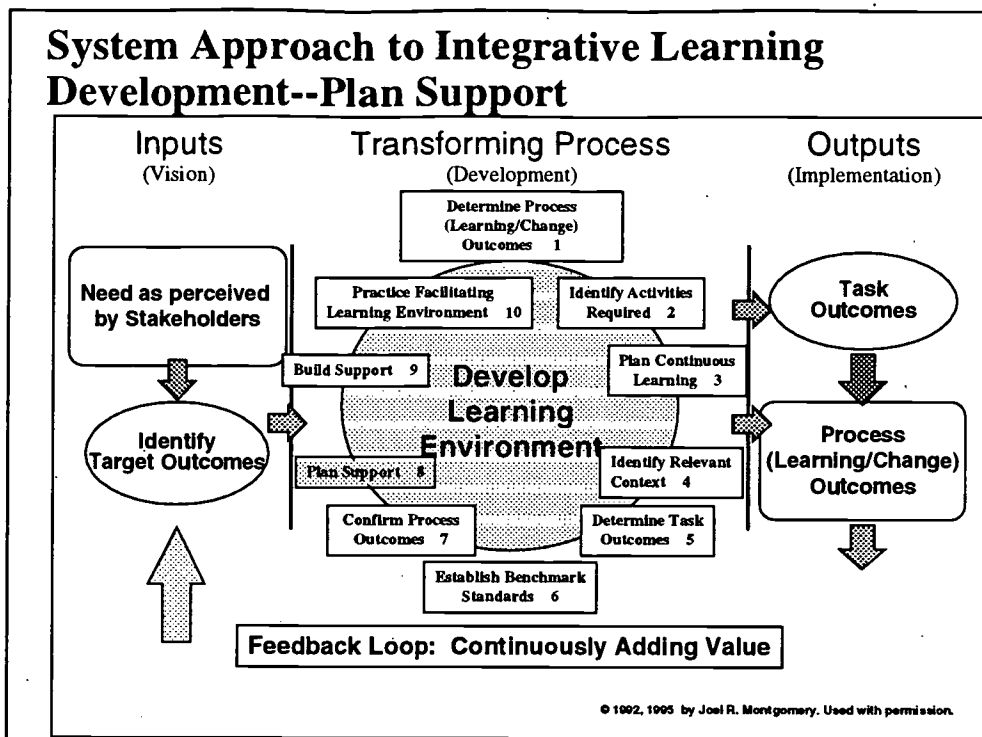 System Approach to Integrative Learning
Development--Plan Support
Inputs
(Vision)
Transforming Process
(Development)
Outputs
(Implementation)
Determine Process
(Learning/Change)
Outcomes 1
Need as perceived
by Stakeholders
Practice Facilitating
Learning Environment 10
Identify Activities
Required 2
Task
Outcomes
Build Support 9
Plan Continuous
Learning 3
Develop
Learning
Environment
Identify
Target Outcomes
Process
(Learning/Change)
Outcomes
Plan Support 8
Identify Relevant
Context 4
Confirm Process
Outcomes 7
Determine Task
Outcomes 5
Establish Benchmark
Standards 6
Feedback Loop: Continuously Adding Value
© 1992, 1995 by Joel R. Montgomery. Used with permission.